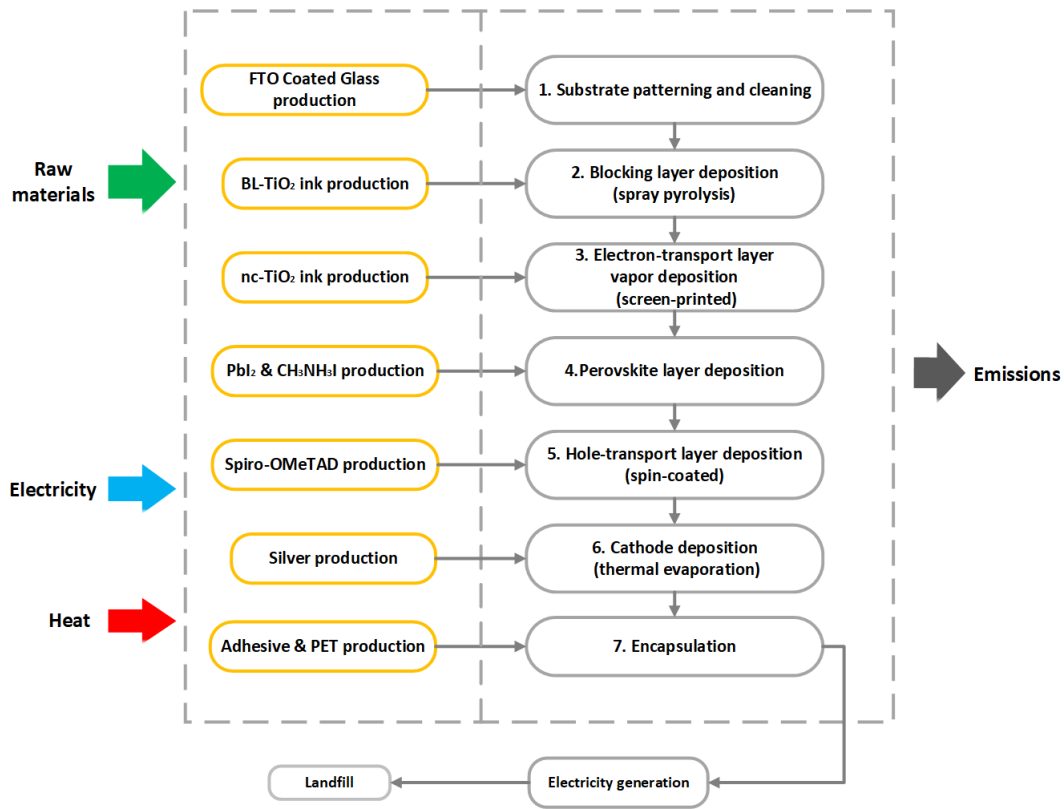 FTO Coated Glass
production
1. Substrate patterning and cleaning
Raw
materials
BL-TiO₂ ink production
2. Blocking layer deposition
(spray pyrolysis)
nc-TiO₂ ink production
3. Electron-transport layer
vapor deposition
(screen-printed)
PbI₂ & CH₃NH₃I production
4.Perovskite layer deposition
Emissions
Spiro-OMeTAD production
5. Hole-transport layer deposition
(spin-coated)
Electricity
Silver production
6. Cathode deposition
(thermal evaporation)
Heat
Adhesive & PET production
7. Encapsulation
Landfill
Electricity generation